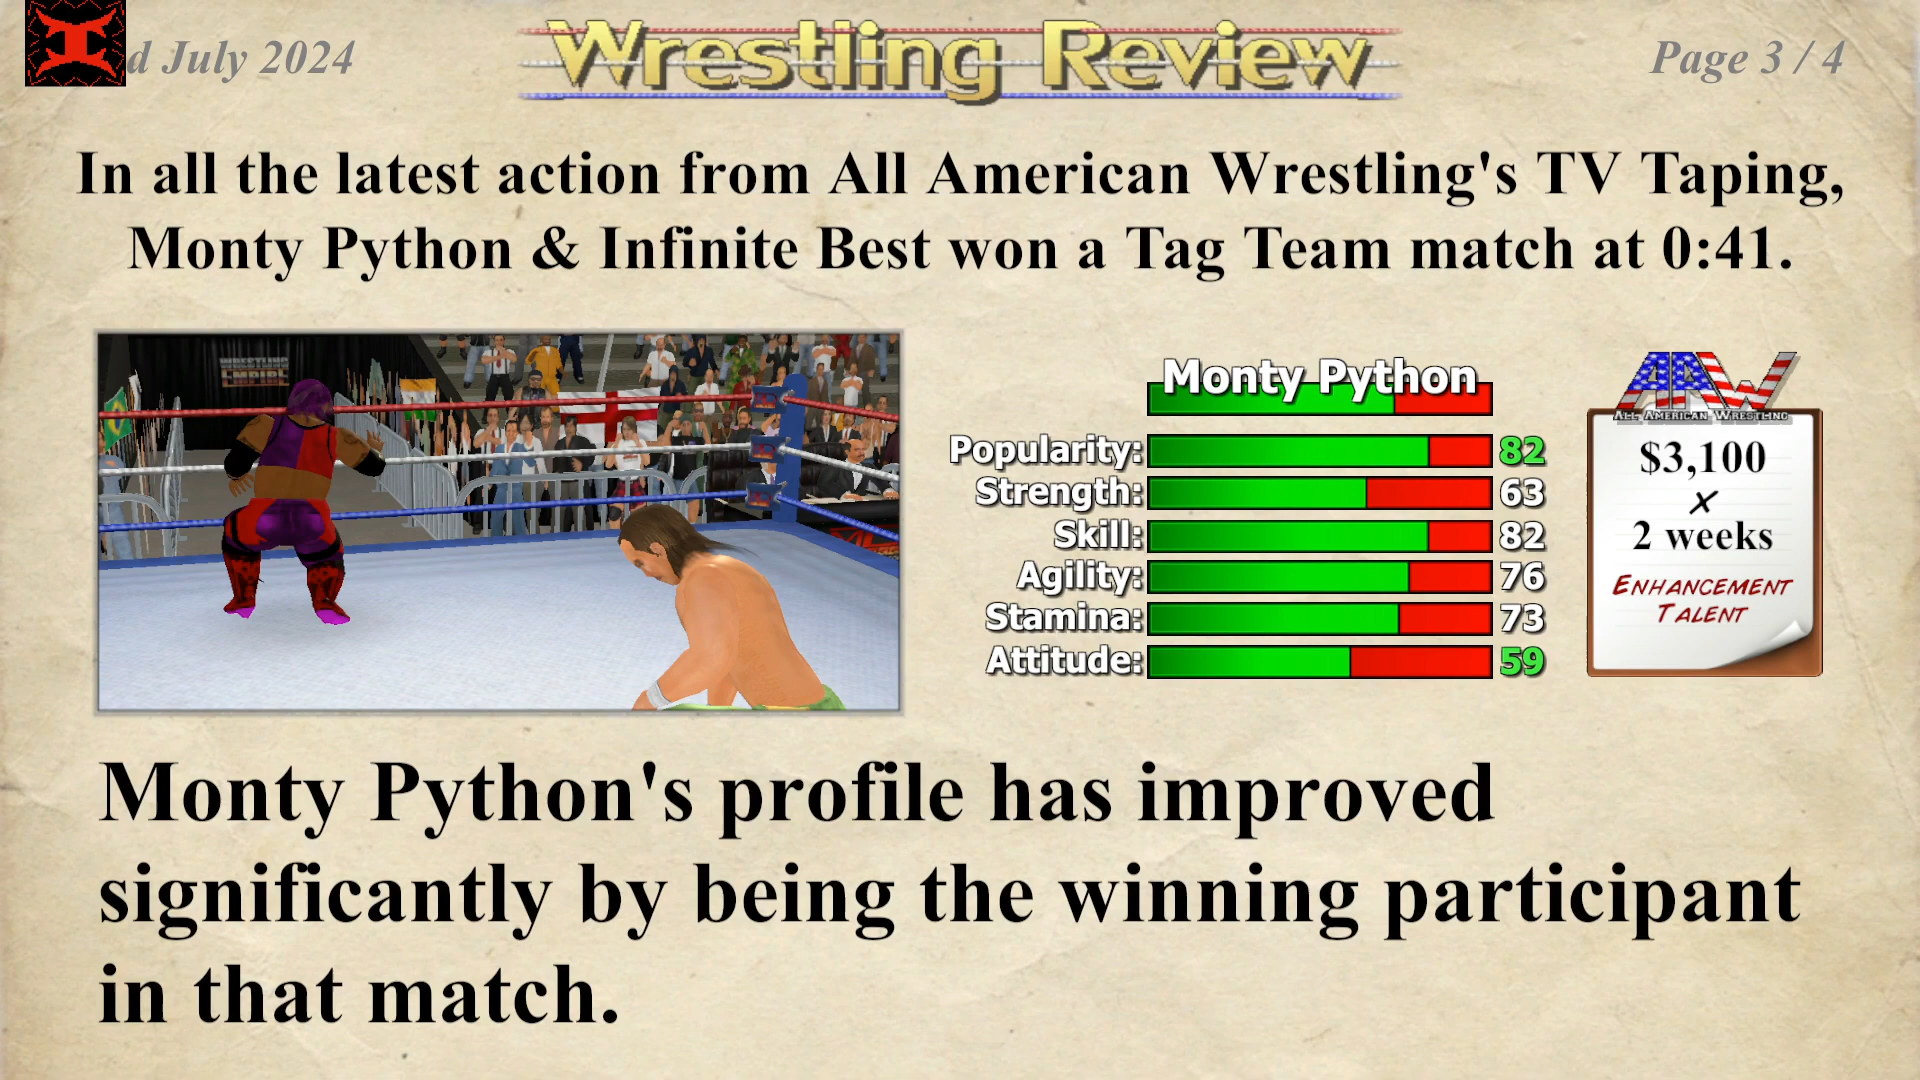 d July 2024
Wrestling Review
Page 3 / 4
In all the latest action from All American Wrestling's TV Taping,
Monty Python & Infinite Best won a Tag Team match at 0:41.
Monty Python
Popularity: 82
Strength: 63
Skill: 82
Agility: 76
Stamina: 73
Attitude: 59
AAW
All American Wrestling
$3,100
×
2 weeks
Enhancement
Talent
Monty Python's profile has improved
significantly by being the winning participant
in that match.